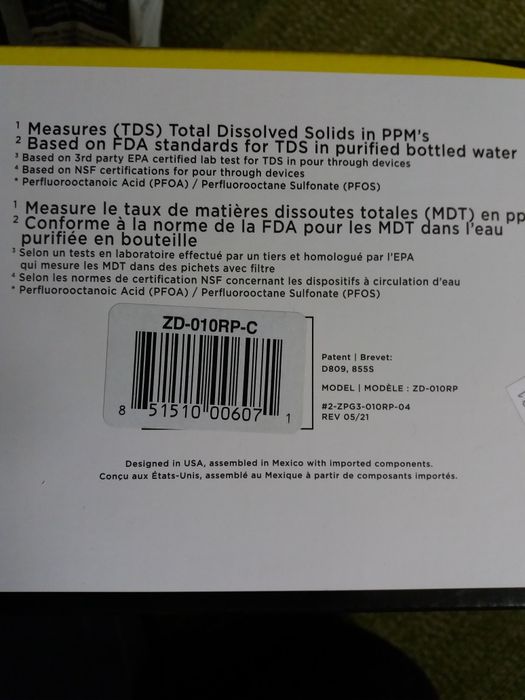 ¹ Measures (TDS) Total Dissolved Solids in PPM's
² Based on FDA standards for TDS in purified bottled water
³ Based on 3rd party EPA certified lab test for TDS in pour through devices
⁴ Based on NSF certifications for pour through devices
* Perfluorooctanoic Acid (PFOA) / Perfluorooctane Sulfonate (PFOS)
¹ Measure le taux de matières dissoutes totales (MDT) en pp
² Conforme à la norme de la FDA pour les MDT dans l'eau
purifiée en bouteille
³ Selon un tests en laboratoire effectué par un tiers et homologué par l'EPA
qui mesure les MDT dans des pichets avec filtre
⁴ Selon les normes de certification NSF concernant les dispositifs à circulation d'eau
* Perfluorooctanoic Acid (PFOA) / Perfluorooctane Sulfonate (PFOS)
ZD-010RP-C
8 51510 00607 1
Patent | Brevet:
D809, 855S
MODEL | MODÈLE : ZD-010RP
#2-ZPG3-010RP-04
REV 05/21
Designed in USA, assembled in Mexico with imported components.
Conçu aux États-Unis, assemblé au Mexique à partir de composants importés.